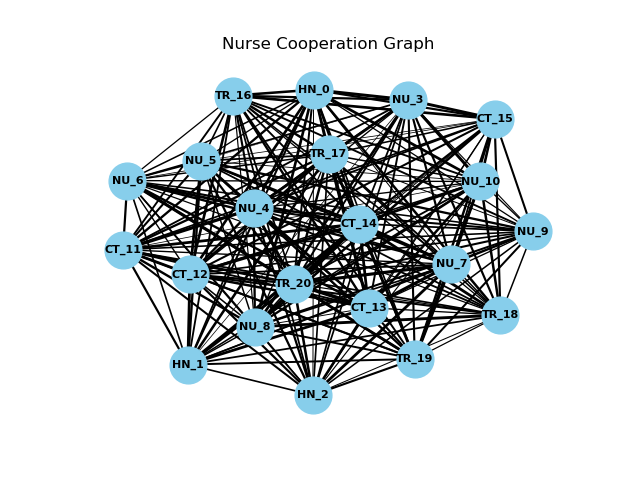 Nurse Cooperation Graph
HN_0
TR_16
NU_3
CT_15
TR_17
NU_5
NU_6
NU_10
NU_4
CT_14
NU_9
CT_11
NU_7
CT_12
TR_20
CT_13
TR_18
NU_8
TR_19
HN_1
HN_2